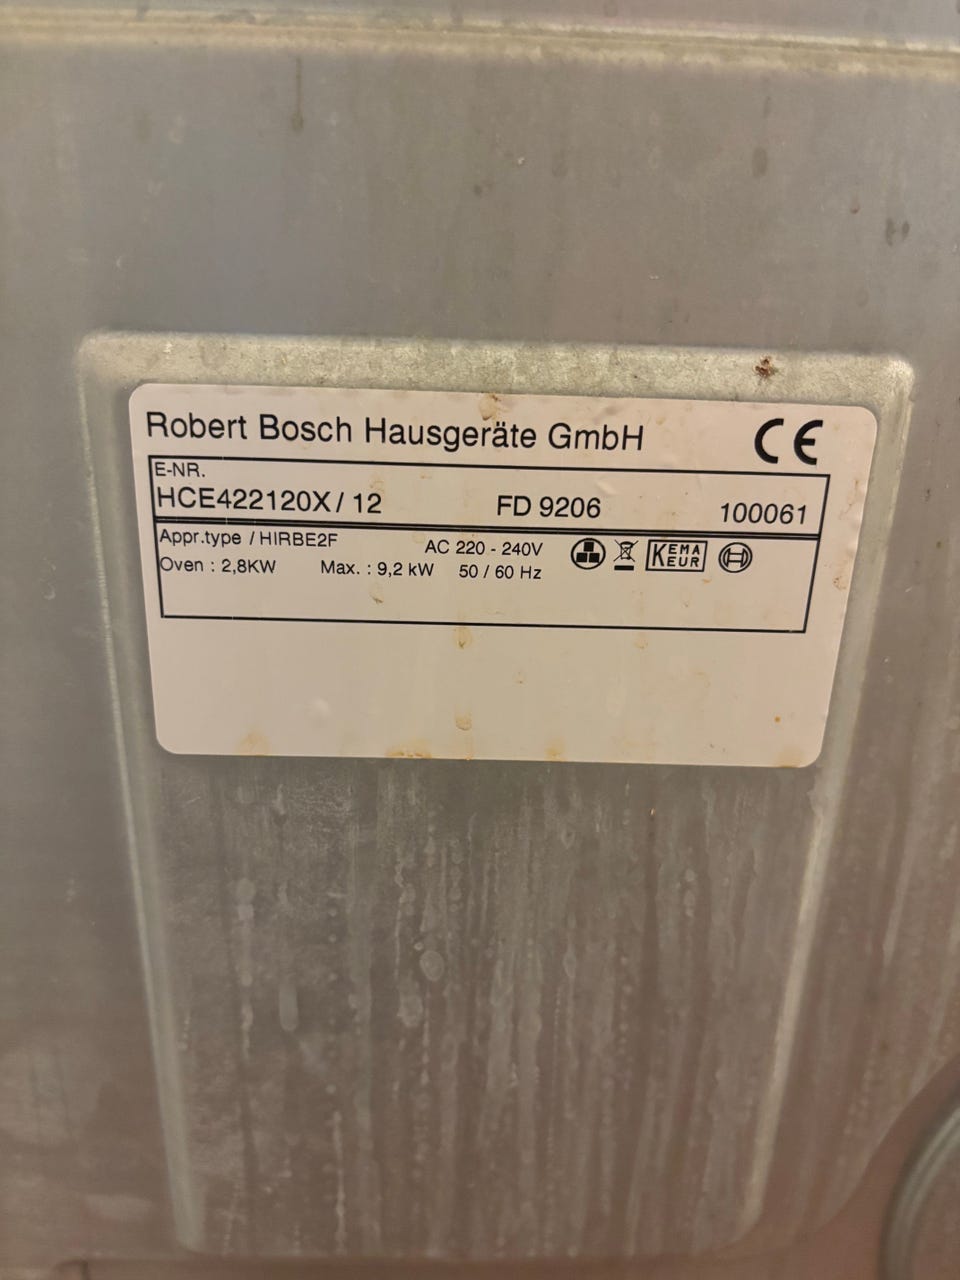 Robert Bosch Hausgeräte GmbH CE
E-NR.
HCE422120X / 12 FD 9206 100061
Appr.type / HIRBE2F AC 220 - 240V KEMA
Oven : 2,8KW Max. : 9,2 kW 50 / 60 Hz KEUR